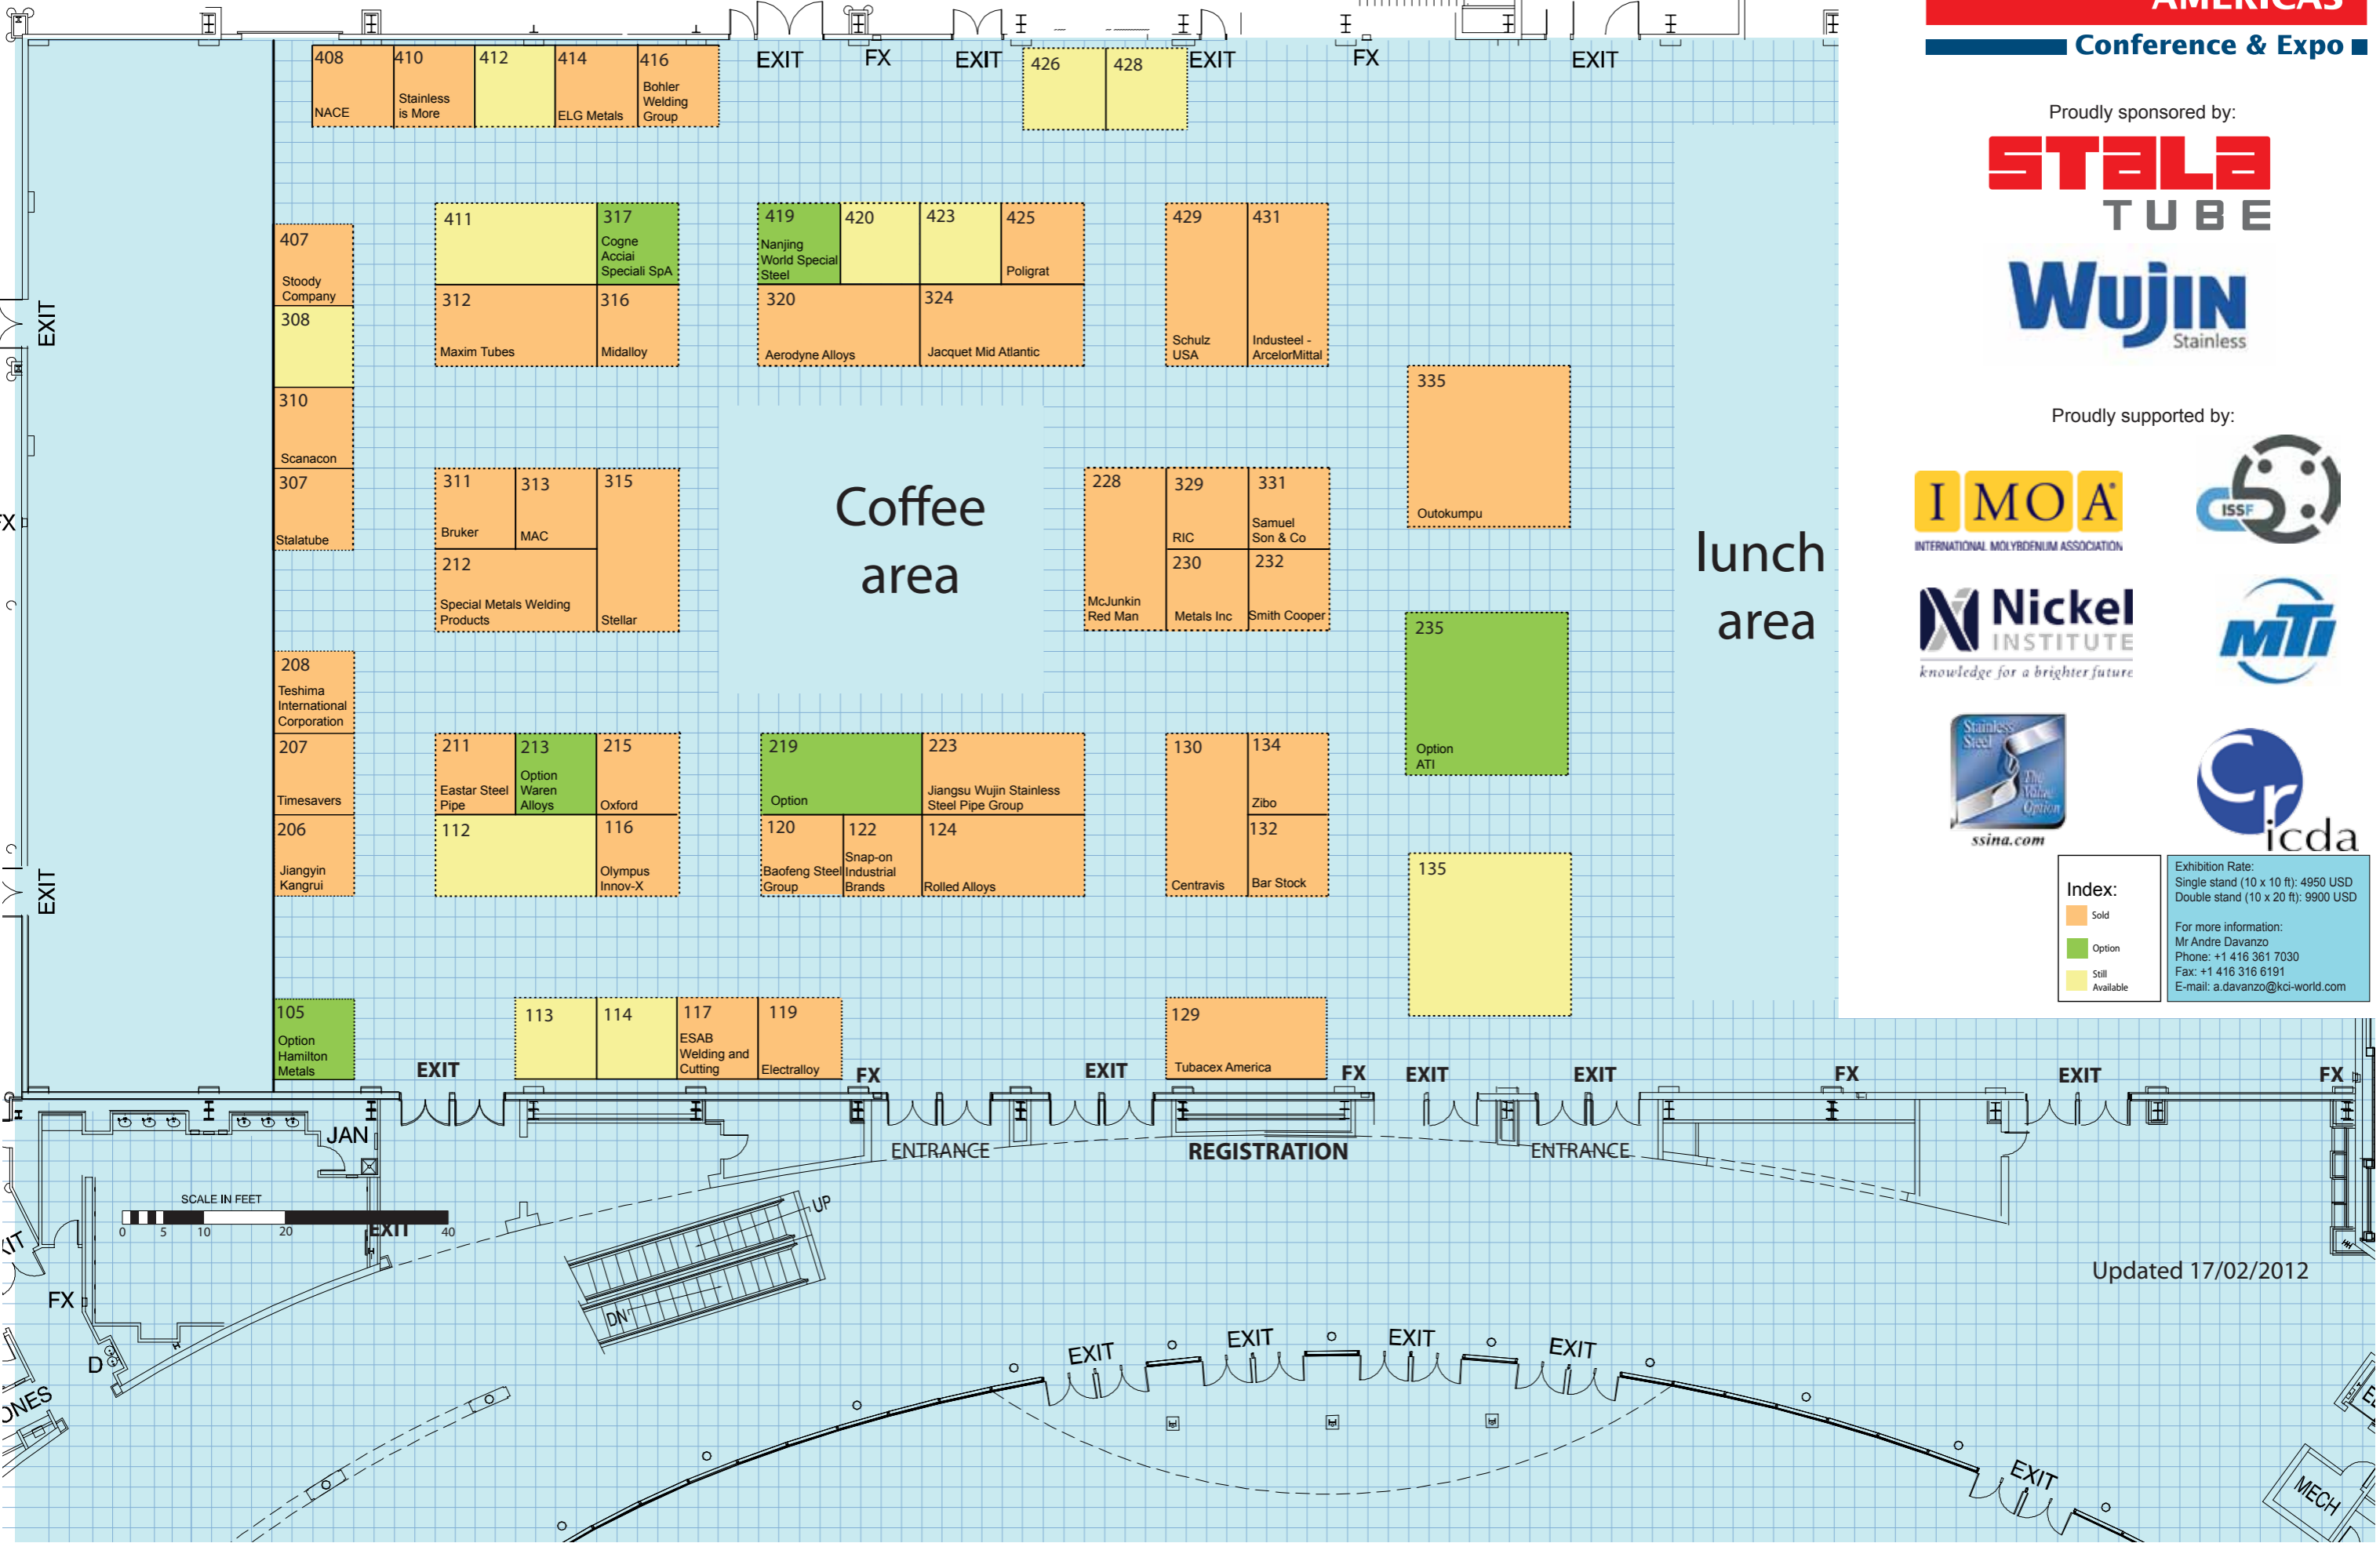 AMERICAS
Conference & Expo
Proudly sponsored by:
STALA
TUBE
WUJIN
Stainless
Proudly supported by:
IMOA
INTERNATIONAL MOLYBDENUM ASSOCIATION
ISSF
Nickel
INSTITUTE
knowledge for a brighter future
MTI
Stainless
Steel
The
Value
Option
ssina.com
Cr
icda
Index:
Sold
Option
Still
Available
Exhibition Rate:
Single stand (10 x 10 ft): 4950 USD
Double stand (10 x 20 ft): 9900 USD
For more information:
Mr Andre Davanzo
Phone: +1 416 361 7030
Fax: +1 416 316 6191
E-mail: a.davanzo@kci-world.com
EXIT
FX
EXIT
EXIT
FX
EXIT
408
NACE
410
Stainless
is More
412
414
ELG Metals
416
Bohler
Welding
Group
426
428
407
Stoody
Company
308
310
Scanacon
307
Stalatube
411
317
Cogne
Acciai
Speciali SpA
312
Maxim Tubes
316
Midalloy
419
Nanjing
World Special
Steel
420
423
425
Poligrat
320
Aerodyne Alloys
324
Jacquet Mid Atlantic
429
Schulz
USA
431
Industeel -
ArcelorMittal
335
Outokumpu
EXIT
FX
311
Bruker
313
MAC
315
Stellar
212
Special Metals Welding
Products
Coffee
area
228
McJunkin
Red Man
329
RIC
331
Samuel
Son & Co
230
Metals Inc
232
Smith Cooper
lunch
area
235
Option
ATI
208
Teshima
International
Corporation
207
Timesavers
206
Jiangyin
Kangrui
211
Eastar Steel
Pipe
213
Option
Waren
Alloys
215
Oxford
112
116
Olympus
Innov-X
219
Option
223
Jiangsu Wujin Stainless
Steel Pipe Group
120
Baofeng Steel
Group
122
Snap-on
Industrial
Brands
124
Rolled Alloys
130
Centravis
134
Zibo
132
Bar Stock
135
EXIT
105
Option
Hamilton
Metals
113
114
117
ESAB
Welding and
Cutting
119
Electralloy
129
Tubacex America
EXIT
FX
EXIT
FX
EXIT
EXIT
FX
EXIT
FX
JAN
ENTRANCE
REGISTRATION
ENTRANCE
SCALE IN FEET
0 5 10 20 40
EXIT
UP
DN
FX
D
Updated 17/02/2012
EXIT
EXIT
EXIT
EXIT
EXIT
MECH